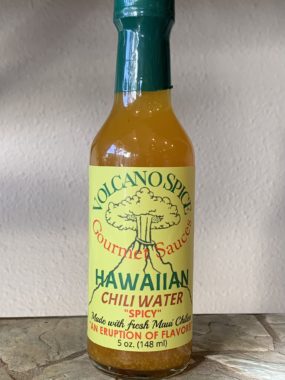 VOLCANO SPICE
Gourmet Sauces
HAWAIIAN
CHILI WATER
"SPICY"
Made with fresh Maui Chilies
AN ERUPTION OF FLAVOR
5 oz. (148 ml)